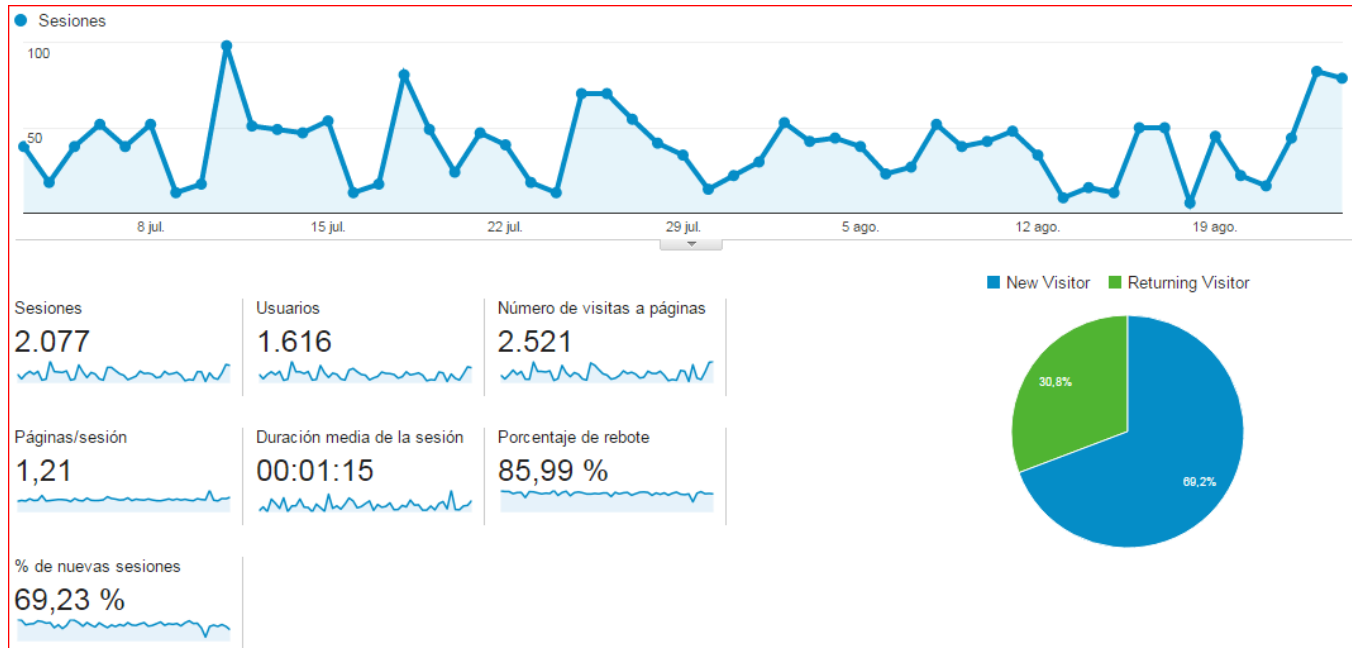 Sesiones
100
50
8 jul.
15 jul.
22 jul.
29 jul.
5 ago.
12 ago.
19 ago.
New Visitor
Returning Visitor
Sesiones
2.077
Usuarios
1.616
Número de visitas a páginas
2.521
Páginas/sesión
1,21
Duración media de la sesión
00:01:15
Porcentaje de rebote
85,99 %
% de nuevas sesiones
69,23 %
30,8%
69,2%